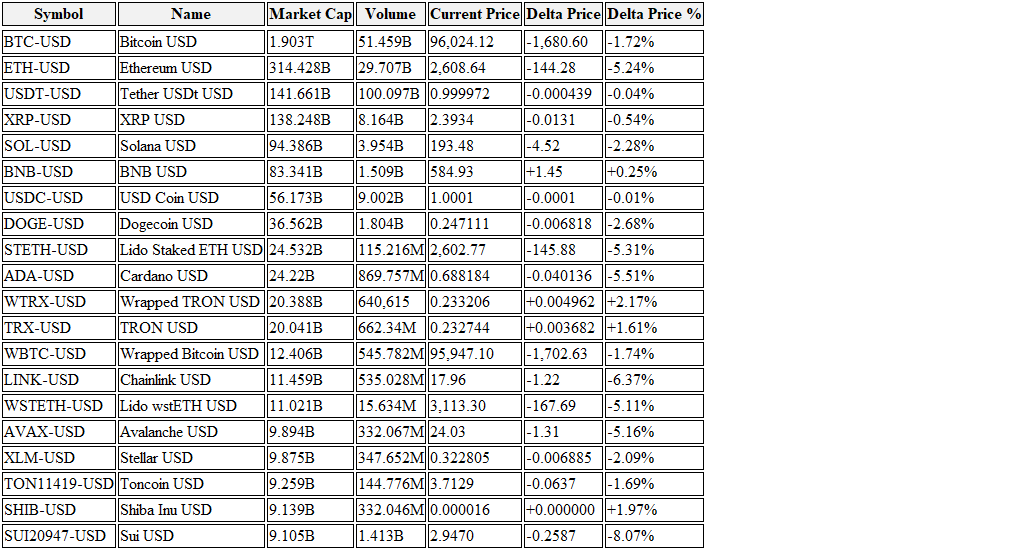 Symbol Name Market Cap Volume Current Price Delta Price Delta Price %
BTC-USD Bitcoin USD 1.903T 51.459B 96,024.12 -1,680.60 -1.72%
ETH-USD Ethereum USD 314.428B 29.707B 2,608.64 -144.28 -5.24%
USDT-USD Tether USDt USD 141.661B 100.097B 0.999972 -0.000439 -0.04%
XRP-USD XRP USD 138.248B 8.164B 2.3934 -0.0131 -0.54%
SOL-USD Solana USD 94.386B 3.954B 193.48 -4.52 -2.28%
BNB-USD BNB USD 83.341B 1.509B 584.93 +1.45 +0.25%
USDC-USD USD Coin USD 56.173B 9.002B 1.0001 -0.0001 -0.01%
DOGE-USD Dogecoin USD 36.562B 1.804B 0.247111 -0.006818 -2.68%
STETH-USD Lido Staked ETH USD 24.532B 115.216M 2,602.77 -145.88 -5.31%
ADA-USD Cardano USD 24.22B 869.757M 0.688184 -0.040136 -5.51%
WTRX-USD Wrapped TRON USD 20.388B 640,615 0.233206 +0.004962 +2.17%
TRX-USD TRON USD 20.041B 662.34M 0.232744 +0.003682 +1.61%
WBTC-USD Wrapped Bitcoin USD 12.406B 545.782M 95,947.10 -1,702.63 -1.74%
LINK-USD Chainlink USD 11.459B 535.028M 17.96 -1.22 -6.37%
WSTETH-USD Lido wstETH USD 11.021B 15.634M 3,113.30 -167.69 -5.11%
AVAX-USD Avalanche USD 9.894B 332.067M 24.03 -1.31 -5.16%
XLM-USD Stellar USD 9.875B 347.652M 0.322805 -0.006885 -2.09%
TON11419-USD Toncoin USD 9.259B 144.776M 3.7129 -0.0637 -1.69%
SHIB-USD Shiba Inu USD 9.139B 332.046M 0.000016 +0.000000 +1.97%
SUI20947-USD Sui USD 9.105B 1.413B 2.9470 -0.2587 -8.07%